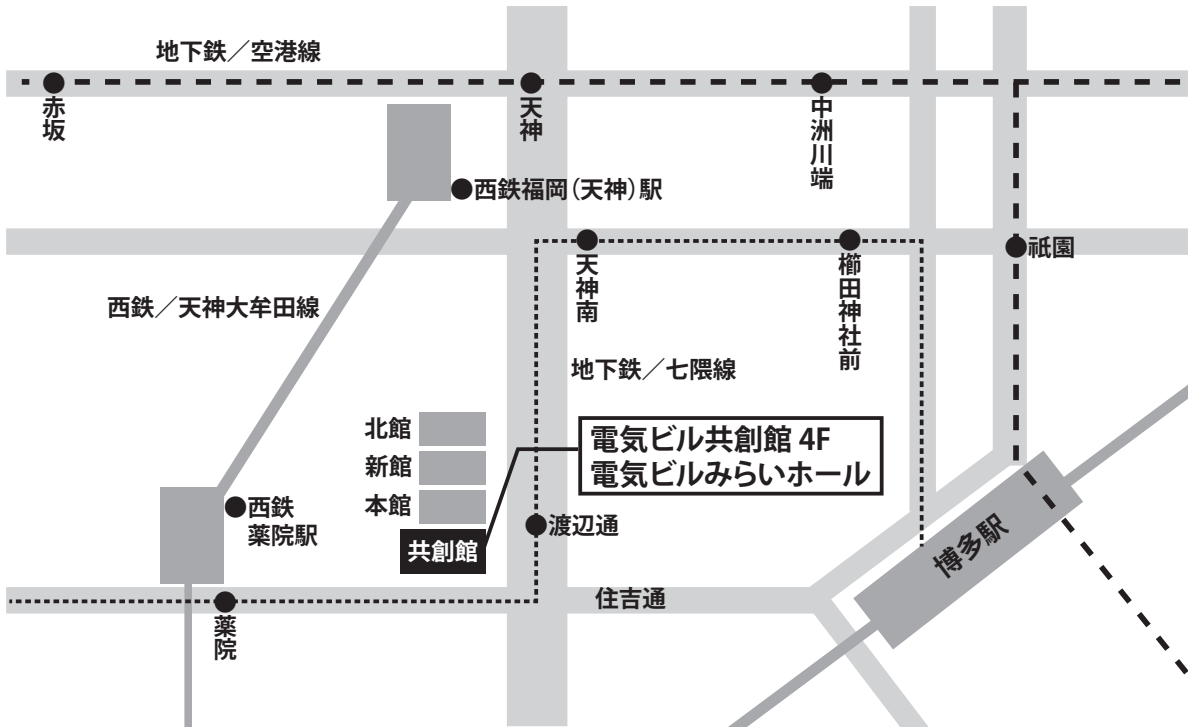 地下鉄／空港線
赤坂
天神
中洲川端
西鉄福岡（天神）駅
天神南
櫛田神社前
祇園
西鉄／天神大牟田線
地下鉄／七隈線
北館
新館
本館
共創館
電気ビル共創館 4F
電気ビルみらいホール
西鉄
薬院駅
渡辺通
博多駅
住吉通
薬院